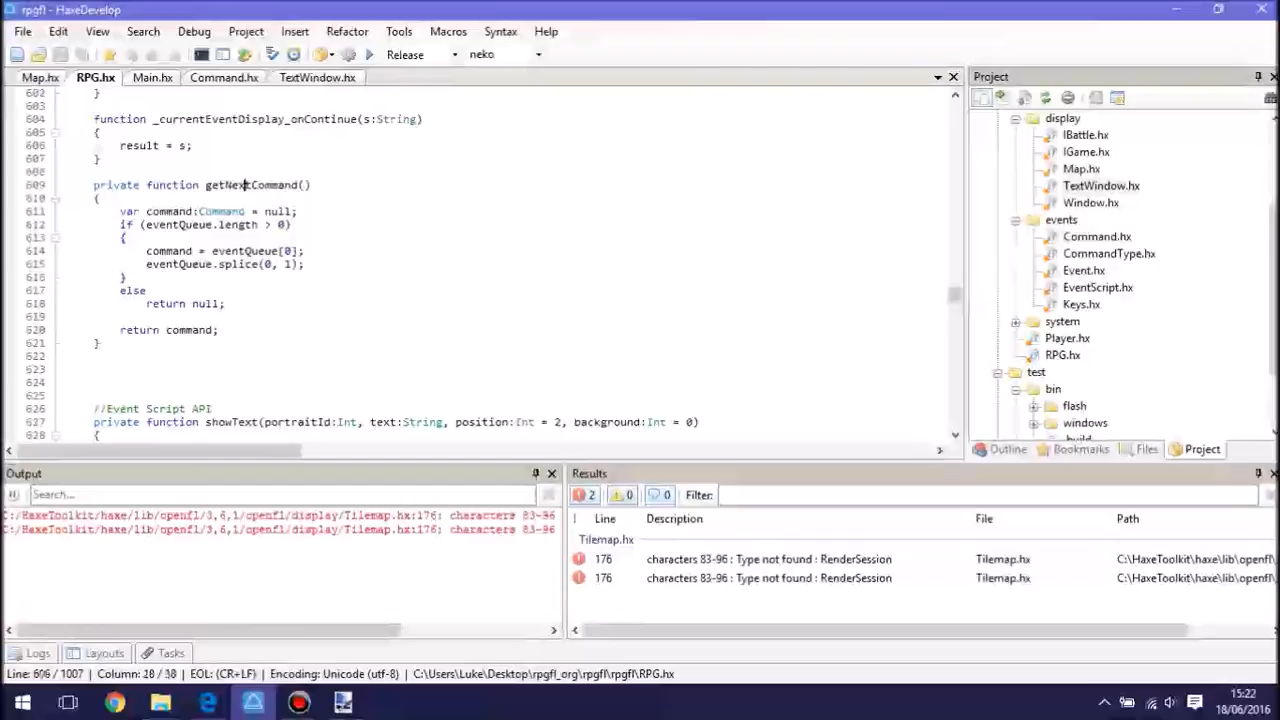 rpgfl - HaxeDevelop
File Edit View Search Debug Project Insert Refactor Tools Macros Syntax Help
Release neko
Map.hx RPG.hx Main.hx Command.hx TextWindow.hx
602 }
603
604 function _currentEventDisplay_onContinue(s:String)
605 {
606 result = s;
607 }
608
609 private function getNextCommand()
610 {
611 var command:Command = null;
612 if (eventQueue.length > 0)
613 {
614 command = eventQueue[0];
615 eventQueue.splice(0, 1);
616 }
617 else
618 return null;
619
620 return command;
621 }
622
623
624
625
626 //Event Script API
627 private function showText(portraitId:Int, text:String, position:Int = 2, background:Int = 0)
628 {
Project
display
IBattle.hx
IGame.hx
Map.hx
TextWindow.hx
Window.hx
events
Command.hx
CommandType.hx
Event.hx
EventScript.hx
Keys.hx
system
Player.hx
RPG.hx
test
bin
flash
windows
build
Outline Bookmarks Files Project
Output
Search...
C:/HaxeToolkit/haxe/lib/openfl/3,6,1/openfl/display/Tilemap.hx:176: characters 83-96
C:/HaxeToolkit/haxe/lib/openfl/3,6,1/openfl/display/Tilemap.hx:176: characters 83-96
Results
2 0 0 Filter:
! Line Description File Path
Tilemap.hx
176 characters 83-96 : Type not found : RenderSession Tilemap.hx C:\HaxeToolkit\haxe\lib\openfl\
176 characters 83-96 : Type not found : RenderSession Tilemap.hx C:\HaxeToolkit\haxe\lib\openfl\
Logs Layouts Tasks
Line: 606 / 1007 Column: 28 / 38 EOL: (CR+LF) Encoding: Unicode (utf-8) C:\Users\Luke\Desktop\rpgfl_org\rpgfl\rpgfl\RPG.hx
15:22
18/06/2016